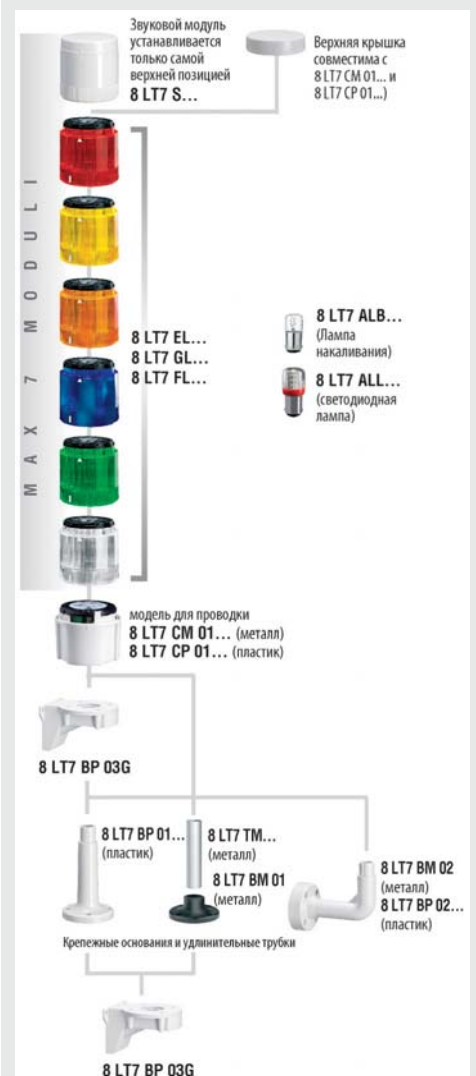 Звуковой модуль
устанавливается
только самой
верхней позицией
8 LT7 S...
Верхняя крышка
совместима с
8 LT7 CM 01... и
8 LT7 CP 01...)
MAX 7 MODULI
8 LT7 EL...
8 LT7 GL...
8 LT7 FL...
8 LT7 ALB...
(Лампа
накаливания)
8 LT7 ALL...
(светодиодная
лампа)
модель для проводки
8 LT7 CM 01... (металл)
8 LT7 CP 01... (пластик)
8 LT7 BP 03G
8 LT7 BP 01...
(пластик)
8 LT7 TM...
(металл)
8 LT7 BM 01
(металл)
8 LT7 BM 02
(металл)
8 LT7 BP 02...
(пластик)
Крепежные основания и удлинительные трубки
8 LT7 BP 03G